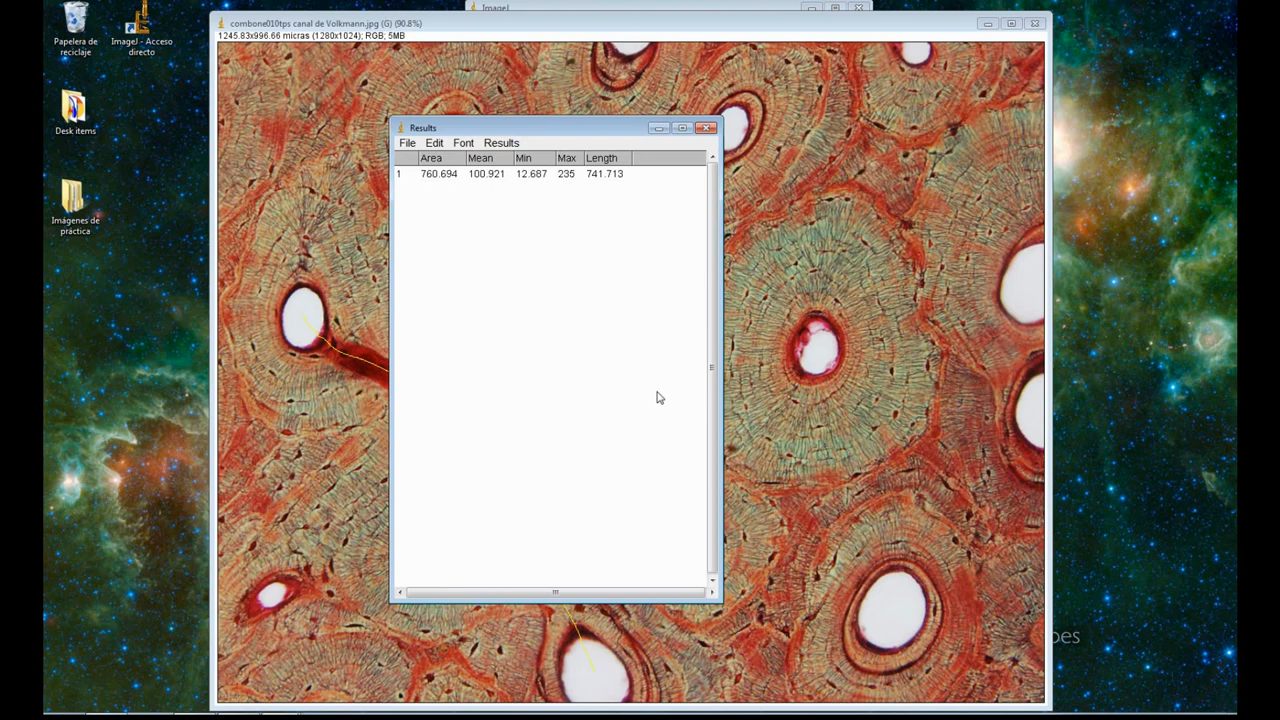 ImageJ
combone010tps canal de Volkmann.jpg (G) (90.8%)
1245.83x996.66 micras (1280x1024); RGB; 5MB
Papelera de
reciclaje
ImageJ - Acceso
directo
Desk items
Imágenes de
práctica
Results
File Edit Font Results
Area Mean Min Max Length
1 760.694 100.921 12.687 235 741.713